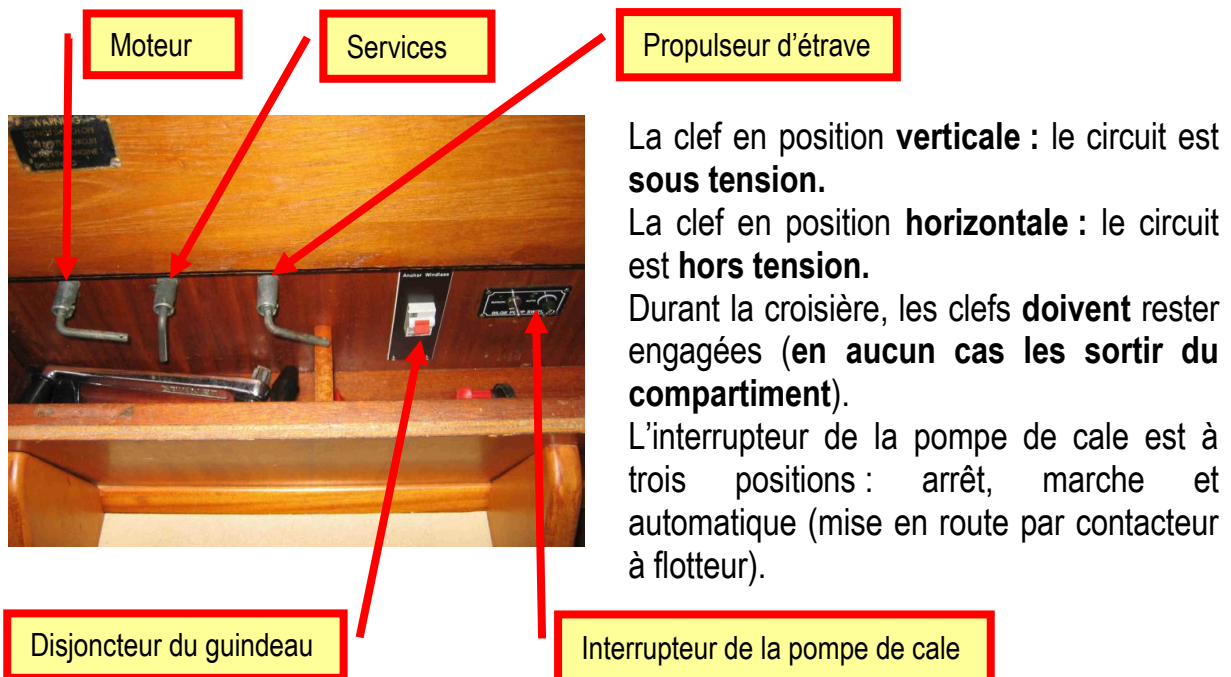 Moteur
Services
Propulseur d'étrave
La clef en position verticale : le circuit est
sous tension.
La clef en position horizontale : le circuit
est hors tension.
Durant la croisière, les clefs doivent rester
engagées (en aucun cas les sortir du
compartiment).
L'interrupteur de la pompe de cale est à
trois positions : arrêt, marche et
automatique (mise en route par contacteur
à flotteur).
WARNING
Anchor Windlass
BILGE PUMP
Disjoncteur du guindeau
Interrupteur de la pompe de cale